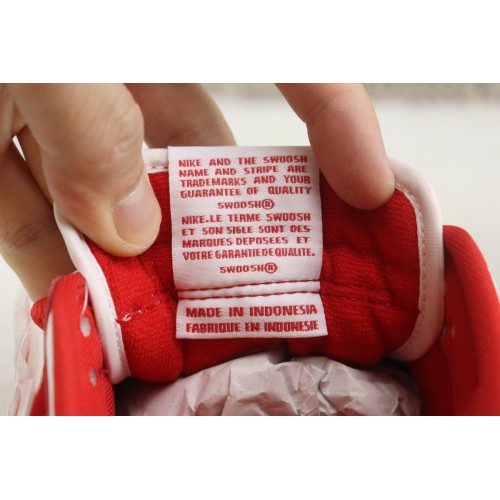 NIKE AND THE SWOOSH
NAME AND STRIPE ARE
TRADEMARKS AND YOUR
GUARANTEE OF QUALITY
SWOOSH®
NIKE.LE TERME SWOOSH
ET SON SIGLE SONT DES
MARQUES DEPOSEES ET
VOTRE GARANTIE DE QUALITE.
SWOOSH®
MADE IN INDONESIA
FABRIQUE EN INDONESIE